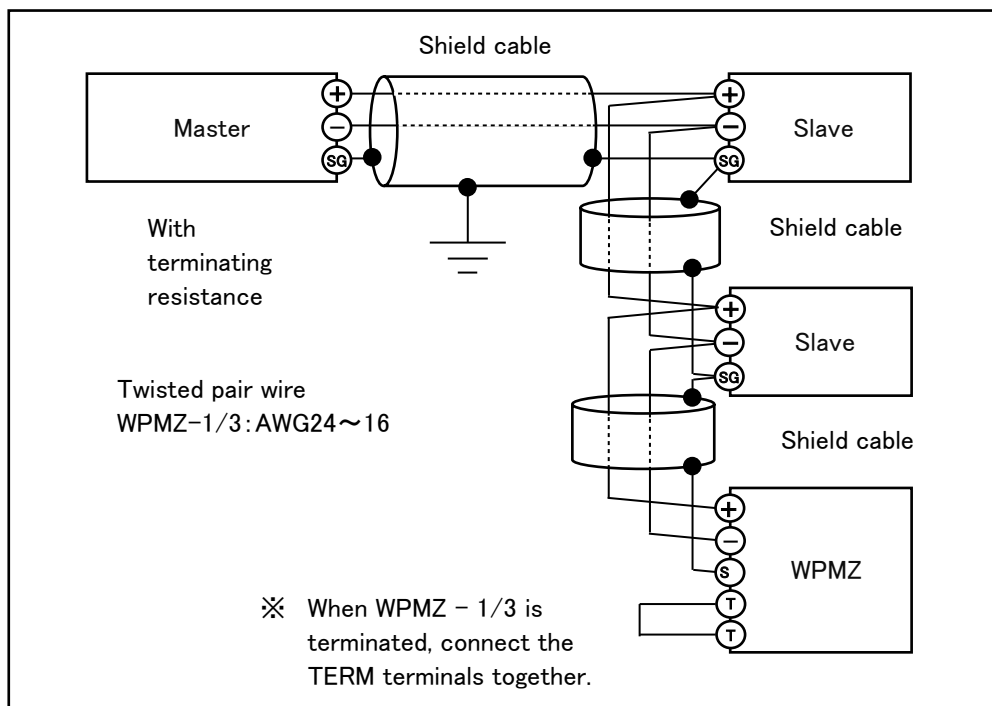 Shield cable
Master
+
−
SG
+
−
SG
Slave
With
terminating
resistance
Shield cable
Twisted pair wire
WPMZ-1/3:AWG24～16
+
−
SG
Slave
Shield cable
+
−
S
T
T
WPMZ
※ When WPMZ - 1/3 is
terminated, connect the
TERM terminals together.